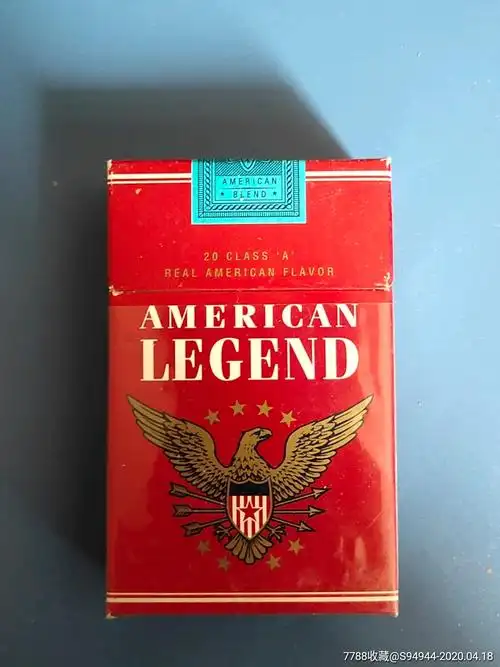 AMERICAN
BLEND
20 CLASS 'A'
REAL AMERICAN FLAVOR
AMERICAN
LEGEND
7788收藏@S94944-2020.04.18